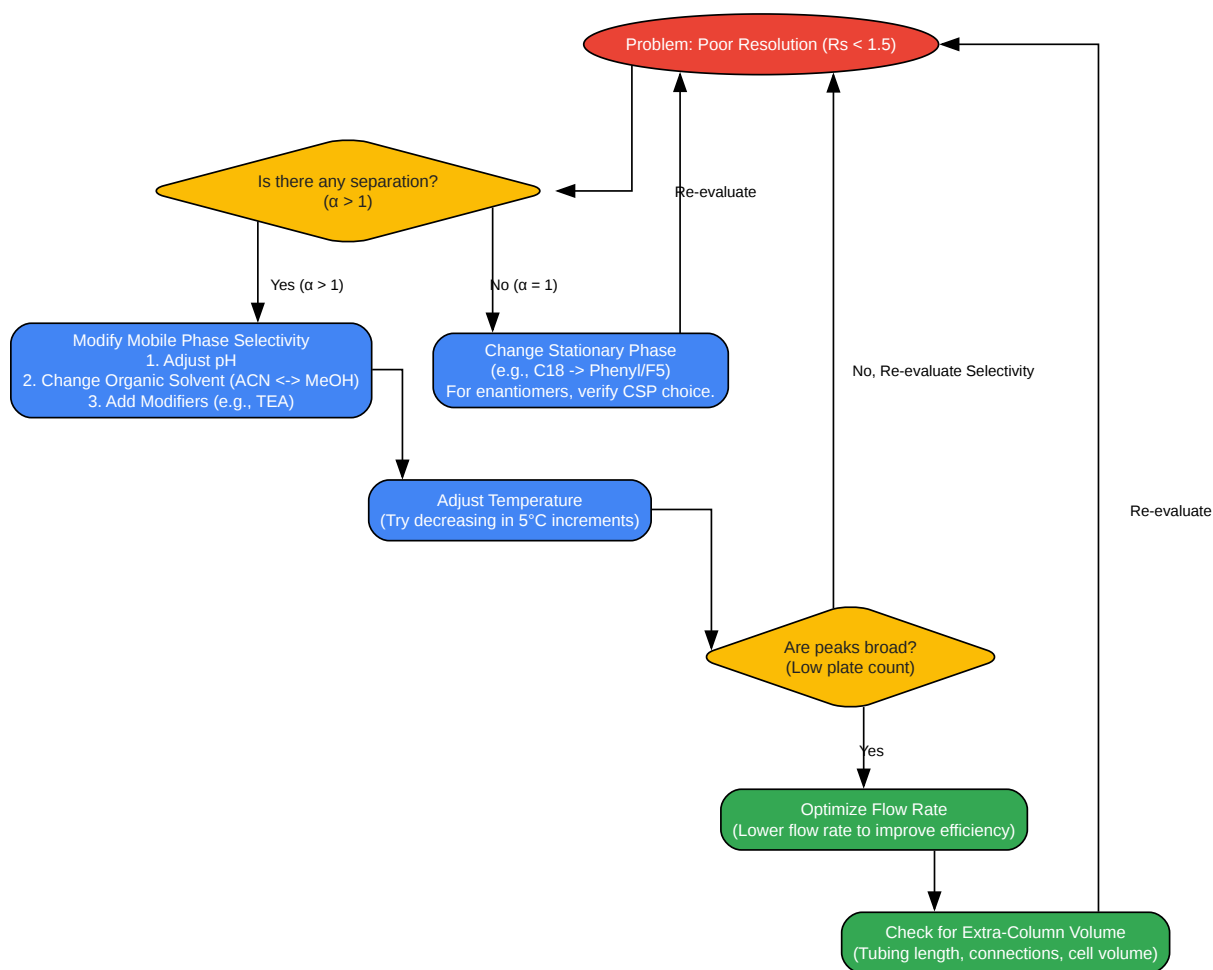 Problem: Poor Resolution (Rs < 1.5)
Is there any separation?
(α > 1)
Re-evaluate
Yes (α > 1)
No (α = 1)
Modify Mobile Phase Selectivity
1. Adjust pH
2. Change Organic Solvent (ACN <-> MeOH)
3. Add Modifiers (e.g., TEA)
Change Stationary Phase
(e.g., C18 -> Phenyl/F5)
For enantiomers, verify CSP choice.
No, Re-evaluate Selectivity
Adjust Temperature
(Try decreasing in 5°C increments)
Re-evaluate
Are peaks broad?
(Low plate count)
Yes
Optimize Flow Rate
(Lower flow rate to improve efficiency)
Check for Extra-Column Volume
(Tubing length, connections, cell volume)